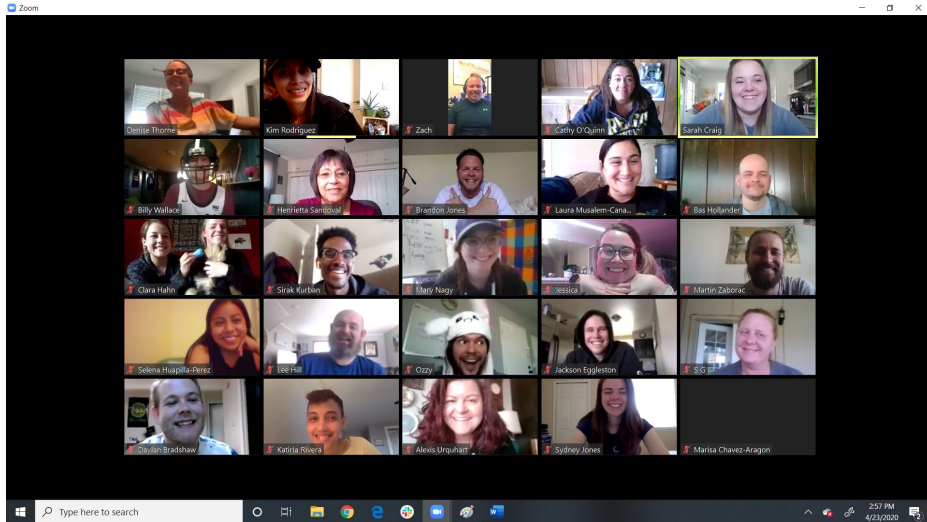 Zoom
Denise Thorne
Kim Rodriguez
Zach
Cathy O'Quinn
Sarah Craig
Billy Wallace
Henrietta Sandoval
Brandon Jones
Laura Musalem-Cana...
Bas Hollander
Clara Hahn
Sirak Kurban
Mary Nagy
Jessica
Martin Zaborac
Selena Huapilla-Perez
Lee Hill
Ozzy
Jackson Eggleston
S G
Daylan Bradshaw
Katiria Rivera
Alexis Urquhart
Sydney Jones
Marisa Chavez-Aragon
Type here to search
2:57 PM
4/23/2020
2